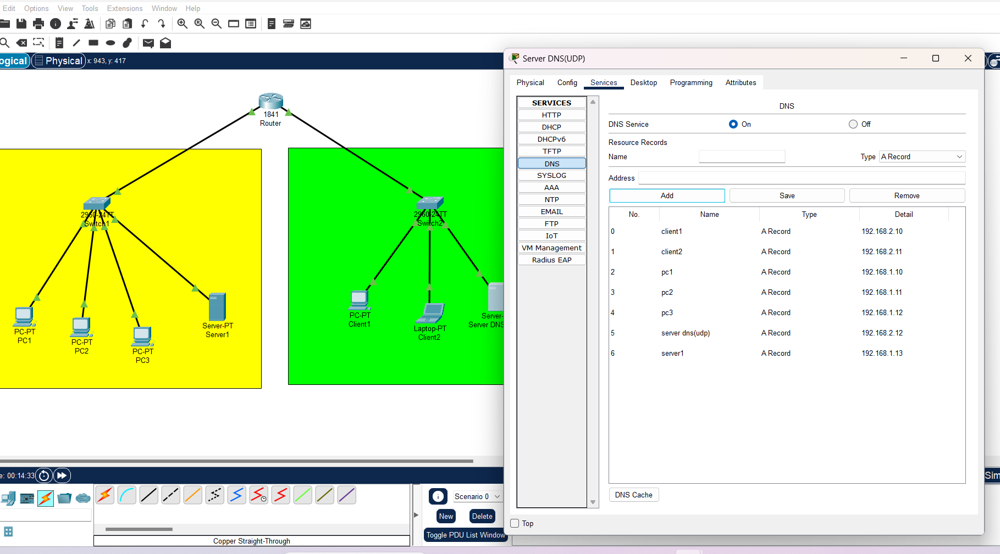 Edit Options View Tools Extensions Window Help
ogical Physical x: 943, y: 417
1841
Router
2960-24TT
Switch1
2960-24TT
Switch2
PC-PT
PC1
PC-PT
PC2
PC-PT
PC3
Server-PT
Server1
PC-PT
Client1
Laptop-PT
Client2
Server-
Server DNS
Server DNS(UDP)
Physical Config Services Desktop Programming Attributes
SERVICES
HTTP
DHCP
DHCPv6
TFTP
DNS
SYSLOG
AAA
NTP
EMAIL
FTP
IoT
VM Management
Radius EAP
DNS
DNS Service On Off
Resource Records
Name Type A Record
Address
Add Save Remove
No. Name Type Detail
0 client1 A Record 192.168.2.10
1 client2 A Record 192.168.2.11
2 pc1 A Record 192.168.1.10
3 pc2 A Record 192.168.1.11
4 pc3 A Record 192.168.1.12
5 server dns(udp) A Record 192.168.2.12
6 server1 A Record 192.168.1.13
DNS Cache
Top
e: 00:14:33
Sim
Scenario 0
New Delete
Toggle PDU List Window
Copper Straight-Through